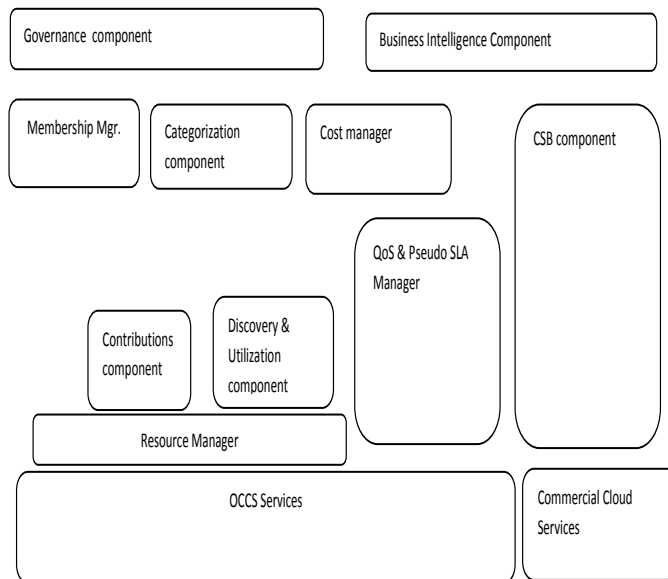 Governance component
Business Intelligence Component
Membership Mgr.
Categorization
component
Cost manager
CSB component
QoS & Pseudo SLA
Manager
Contributions
component
Discovery &
Utilization
component
Resource Manager
OCCS Services
Commercial Cloud
Services